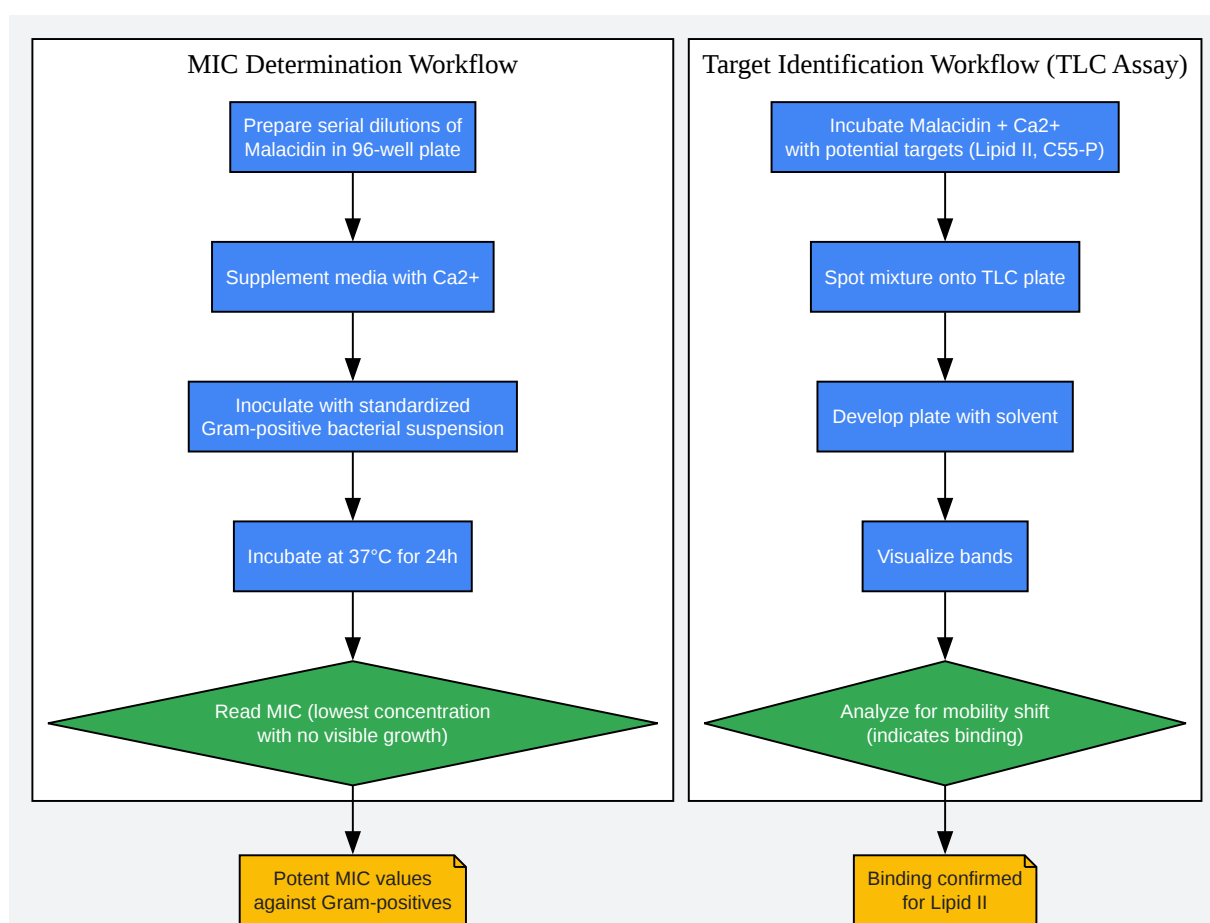 MIC Determination Workflow
Prepare serial dilutions of
Malacidin in 96-well plate
Supplement media with Ca2+
Inoculate with standardized
Gram-positive bacterial suspension
Incubate at 37°C for 24h
Read MIC (lowest concentration
with no visible growth)
Potent MIC values
against Gram-positives
Target Identification Workflow (TLC Assay)
Incubate Malacidin + Ca2+
with potential targets (Lipid II, C55-P)
Spot mixture onto TLC plate
Develop plate with solvent
Visualize bands
Analyze for mobility shift
(indicates binding)
Binding confirmed
for Lipid II